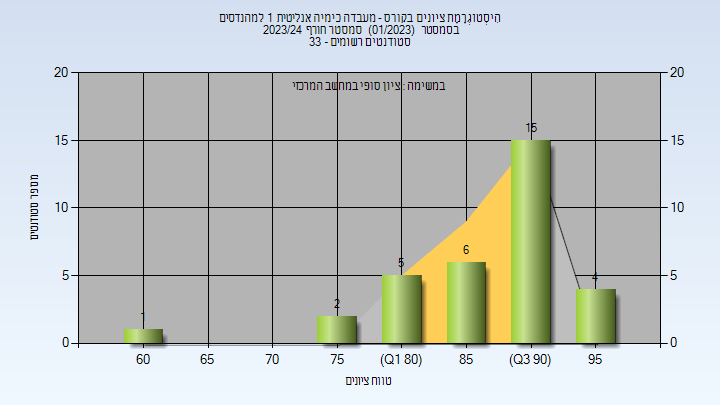 היסטוגרמת ציונים בקורס - מעבדה כימיה אנליטית 1 למהנדסים
בסמסטר (01/2023) סמסטר חורף 2023/24
סטודנטים רשומים - 33
במשימה : ציון סופי במחשב המרכזי
20 20
15 15
10 10
5 5
0 0
מספר סטודנטים
1 2 5 6 15 4
60 65 70 75 (Q1 80) 85 (Q3 90) 95
טווח ציונים